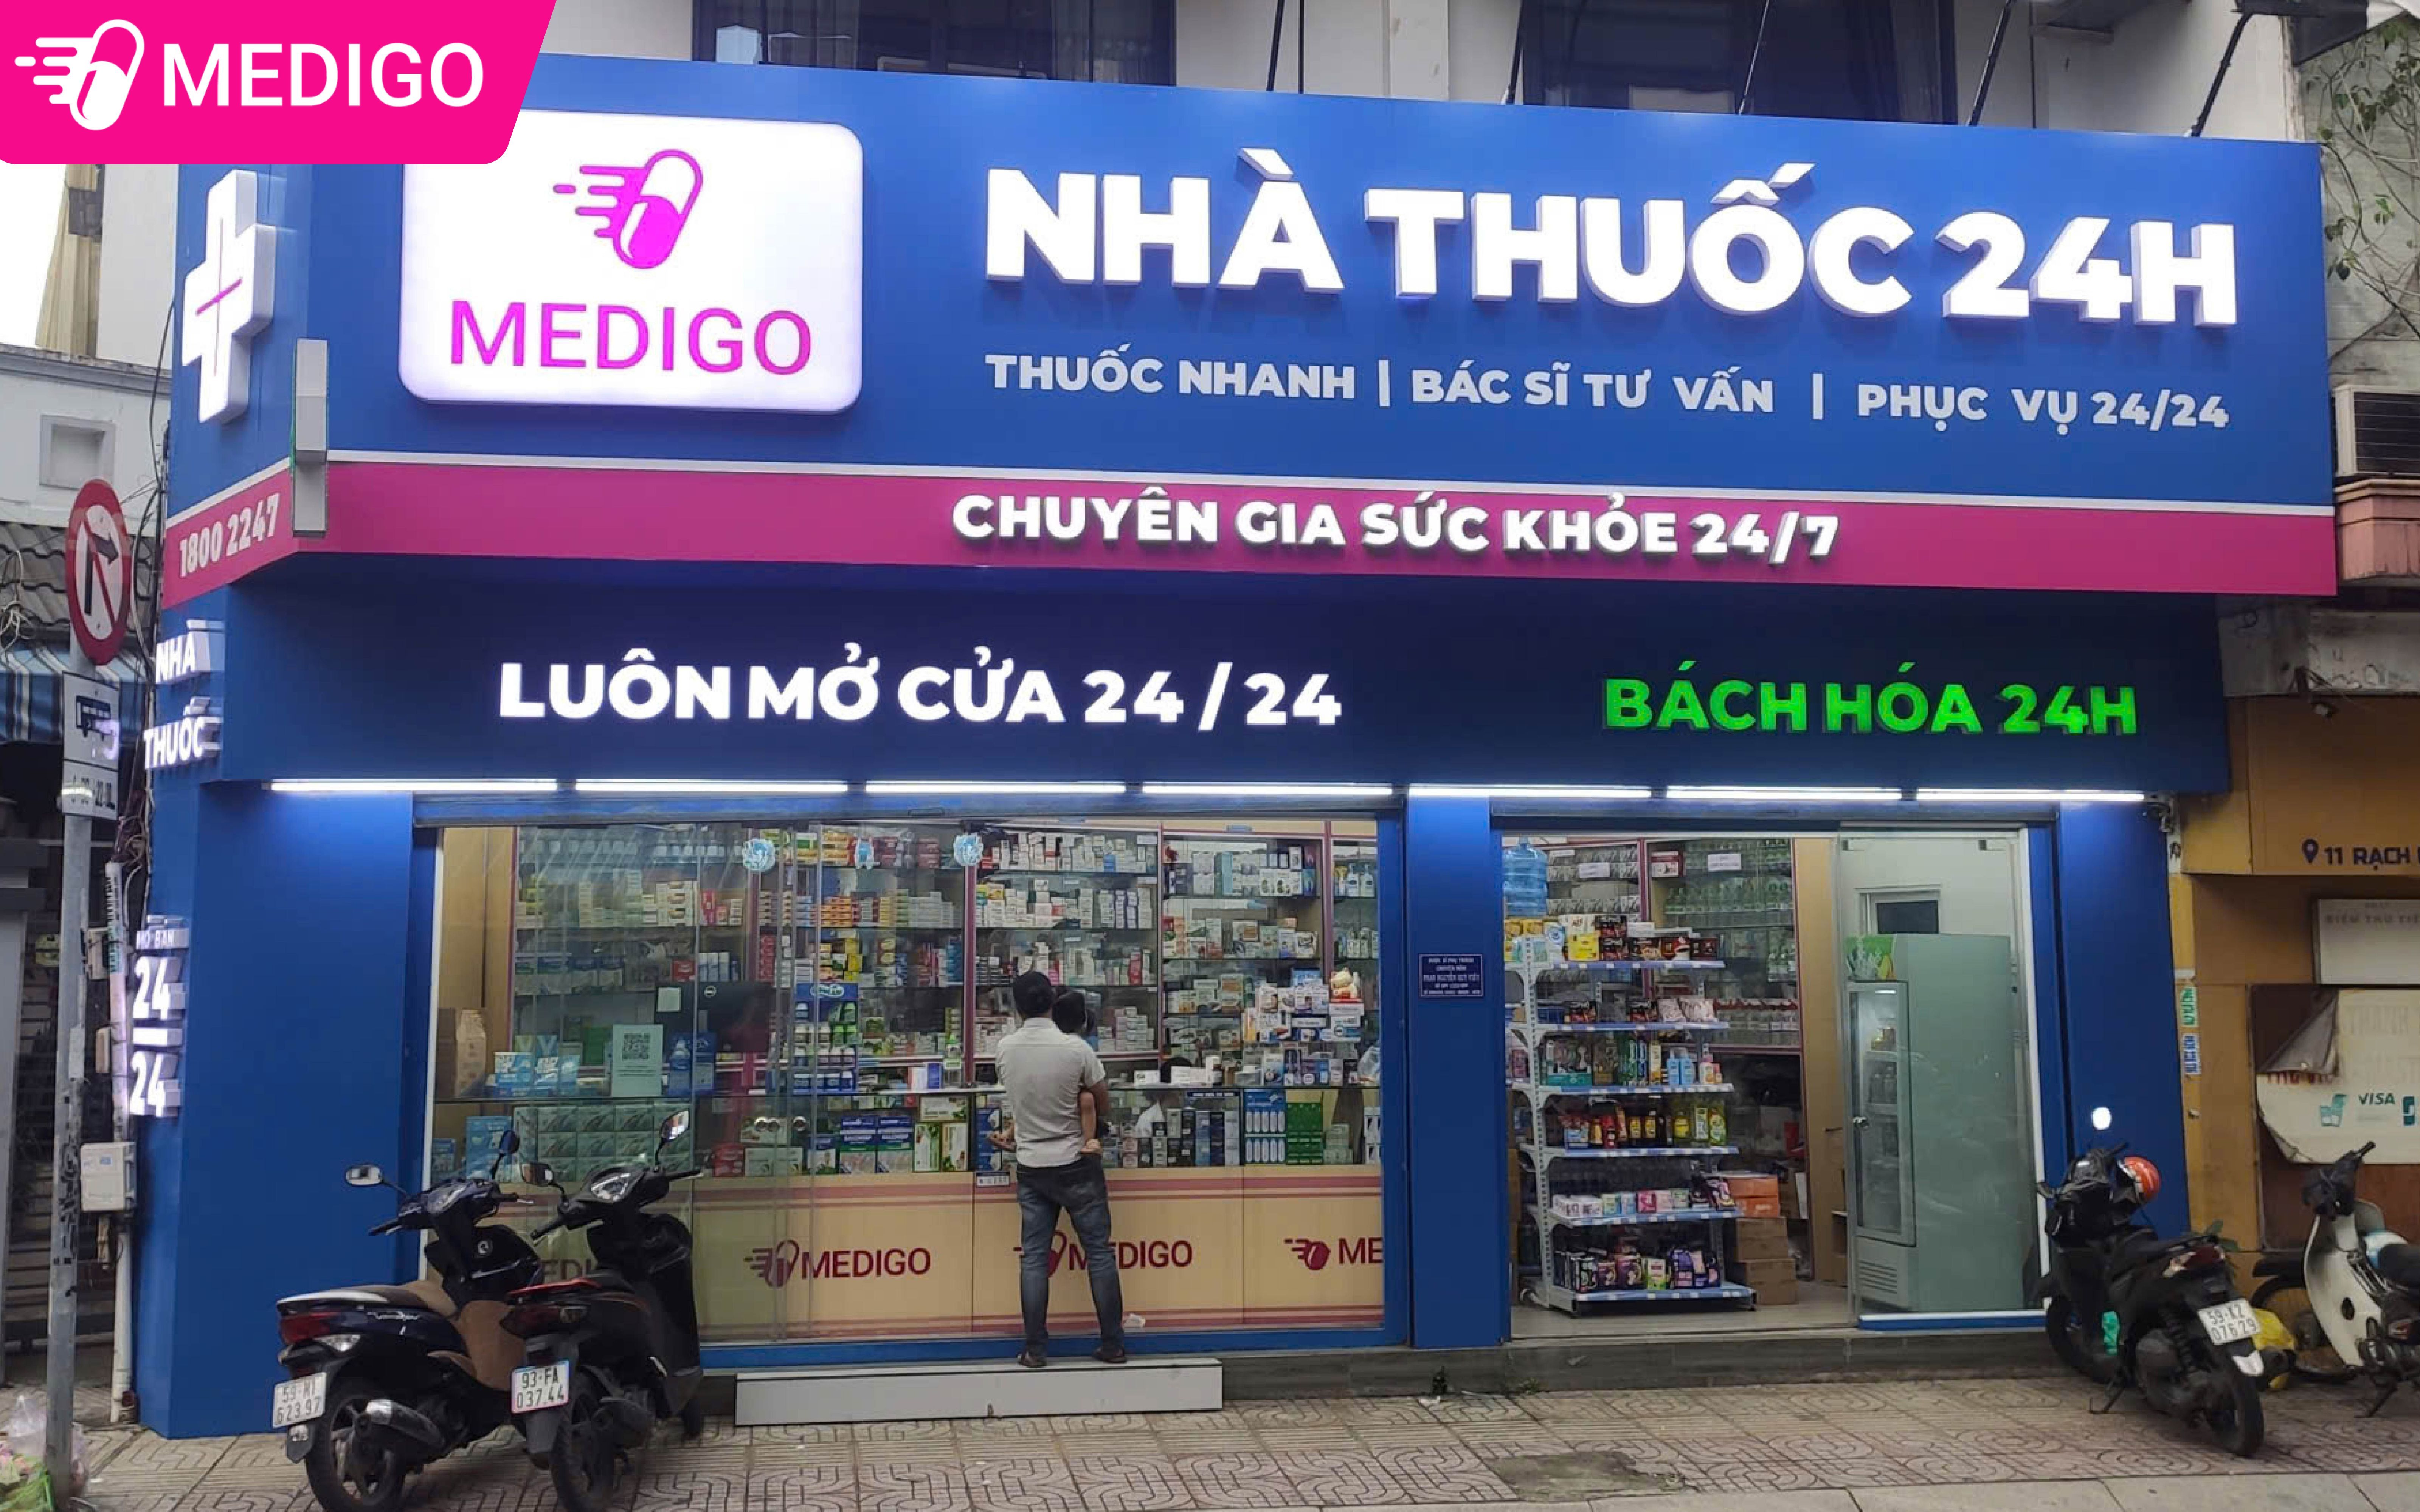 MEDIGO
MEDIGO
NHÀ THUỐC 24H
THUỐC NHANH | BÁC SĨ TƯ VẤN | PHỤC VỤ 24/24
1800 2247
CHUYÊN GIA SỨC KHỎE 24/7
LUÔN MỞ CỬA 24/24
BÁCH HÓA 24H
NHÀ
THUỐC
24
24
11 RẠCH
VISA
MEDIGO
MEDIGO
ME
59-X2
076 29
93-FA
037.44
623 97